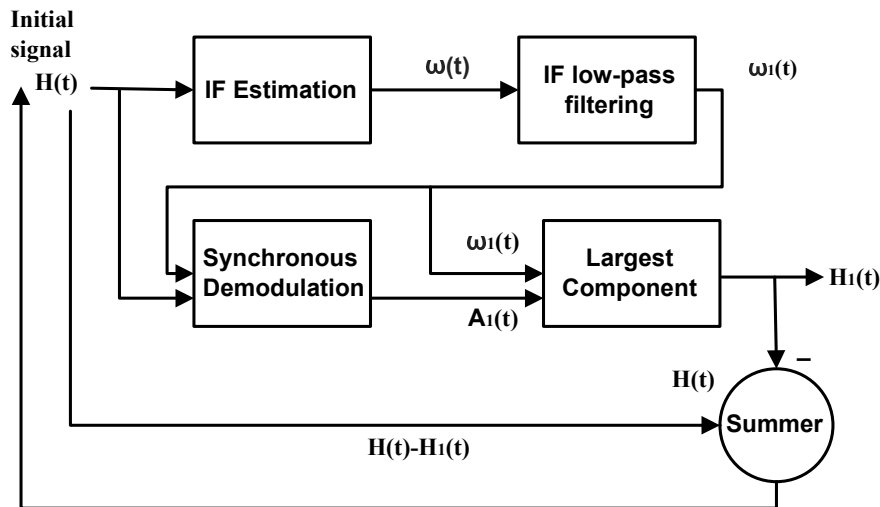 Initial
signal
H(t)
IF Estimation
ω(t)
IF low-pass
filtering
ω₁(t)
Synchronous
Demodulation
ω₁(t)
A₁(t)
Largest
Component
H₁(t)
–
H(t)
Summer
H(t)-H₁(t)